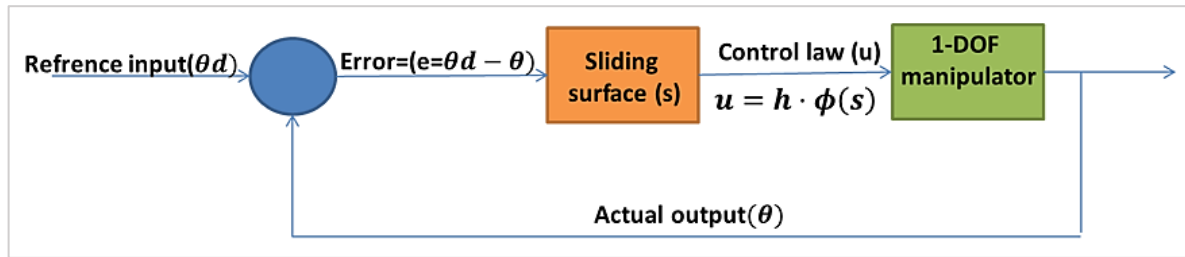 Refrence input(θd)
Error=(e=θd − θ)
Sliding
surface (s)
Control law (u)
u = h · ϕ(s)
1-DOF
manipulator
Actual output(θ)